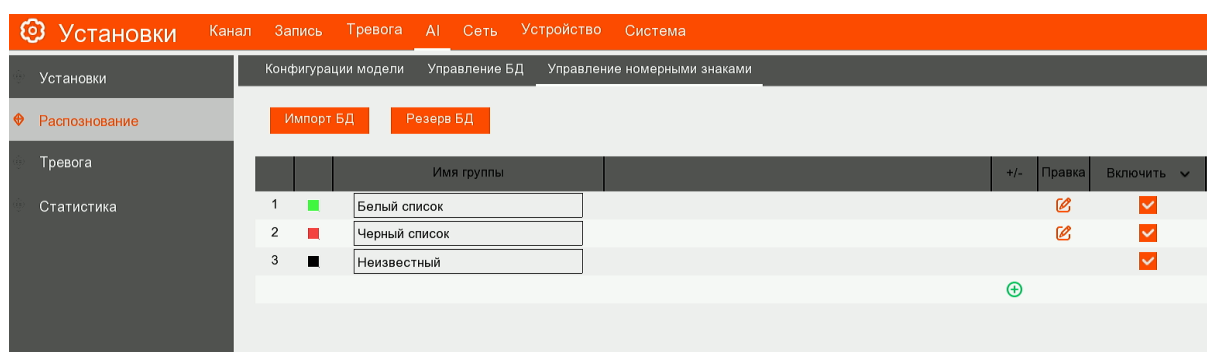 Установки Канал Запись Тревога AI Сеть Устройство Система
Установки
Распознование
Тревога
Статистика
Конфигурации модели Управление БД Управление номерными знаками
Импорт БД Резерв БД
Имя группы +/- Правка Включить
1 Белый список
2 Черный список
3 Неизвестный